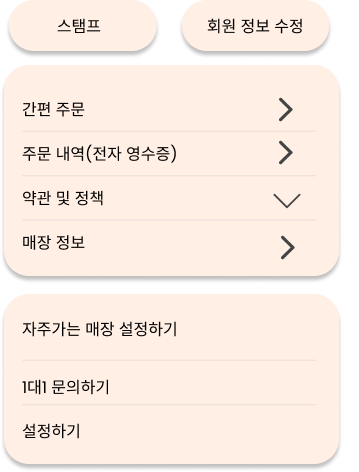 스탬프 회원 정보 수정
간편 주문
주문 내역(전자 영수증)
약관 및 정책
매장 정보
자주가는 매장 설정하기
1대1 문의하기
설정하기